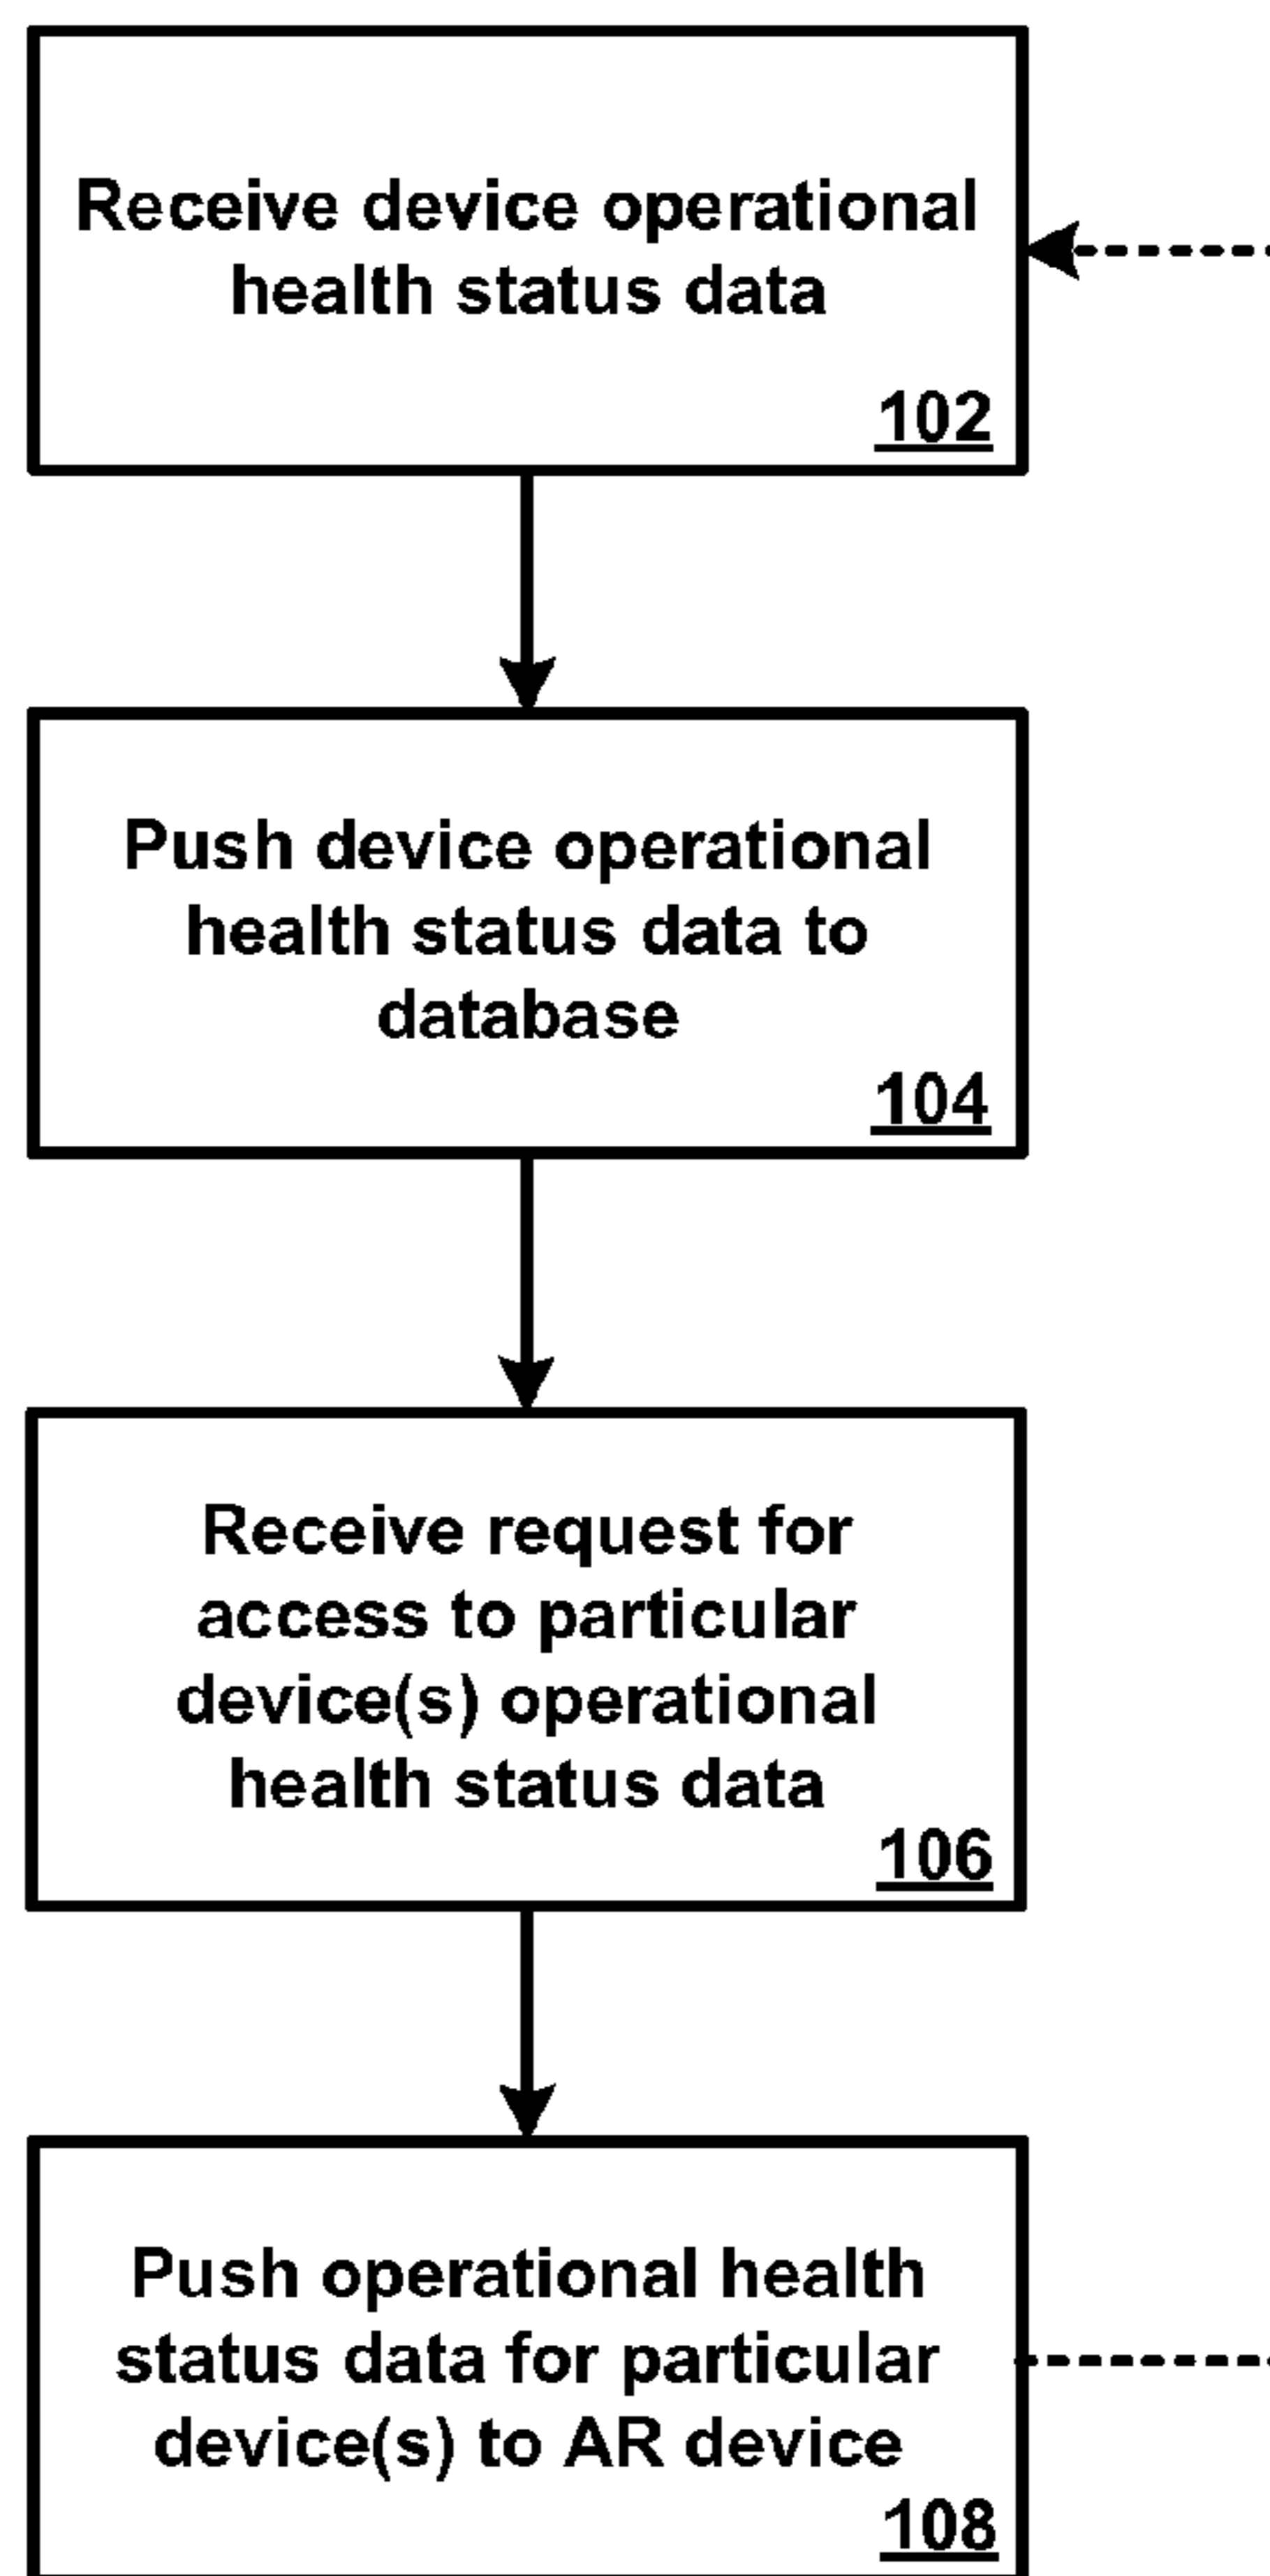 Receive device operational
health status data
102
Push device operational
health status data to
database
104
Receive request for
access to particular
device(s) operational
health status data
106
Push operational health
status data for particular
device(s) to AR device
108